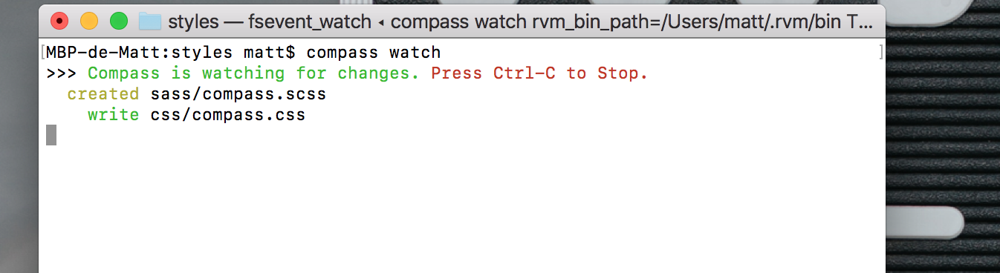 styles — fsevent_watch ◂ compass watch rvm_bin_path=/Users/matt/.rvm/bin T...
[MBP-de-Matt:styles matt$ compass watch ]
>>> Compass is watching for changes. Press Ctrl-C to Stop.
created sass/compass.scss
write css/compass.css